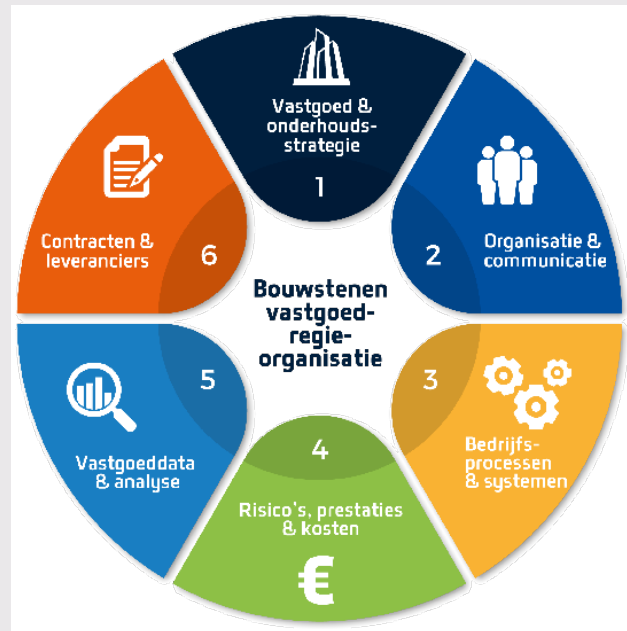 Vastgoed &
onderhouds-
strategie
1
Organisatie &
communicatie
2
Bedrijfs-
processen
& systemen
3
Risico's, prestaties
& kosten
€
4
Vastgoeddata
& analyse
5
Contracten &
leveranciers
6
Bouwstenen
vastgoed-
regie-
organisatie